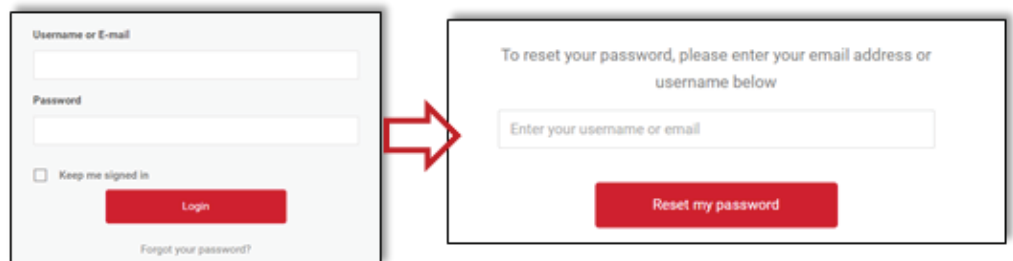 Username or E-mail
Password
Keep me signed in
Login
Forgot your password?
To reset your password, please enter your email address or
username below
Enter your username or email
Reset my password